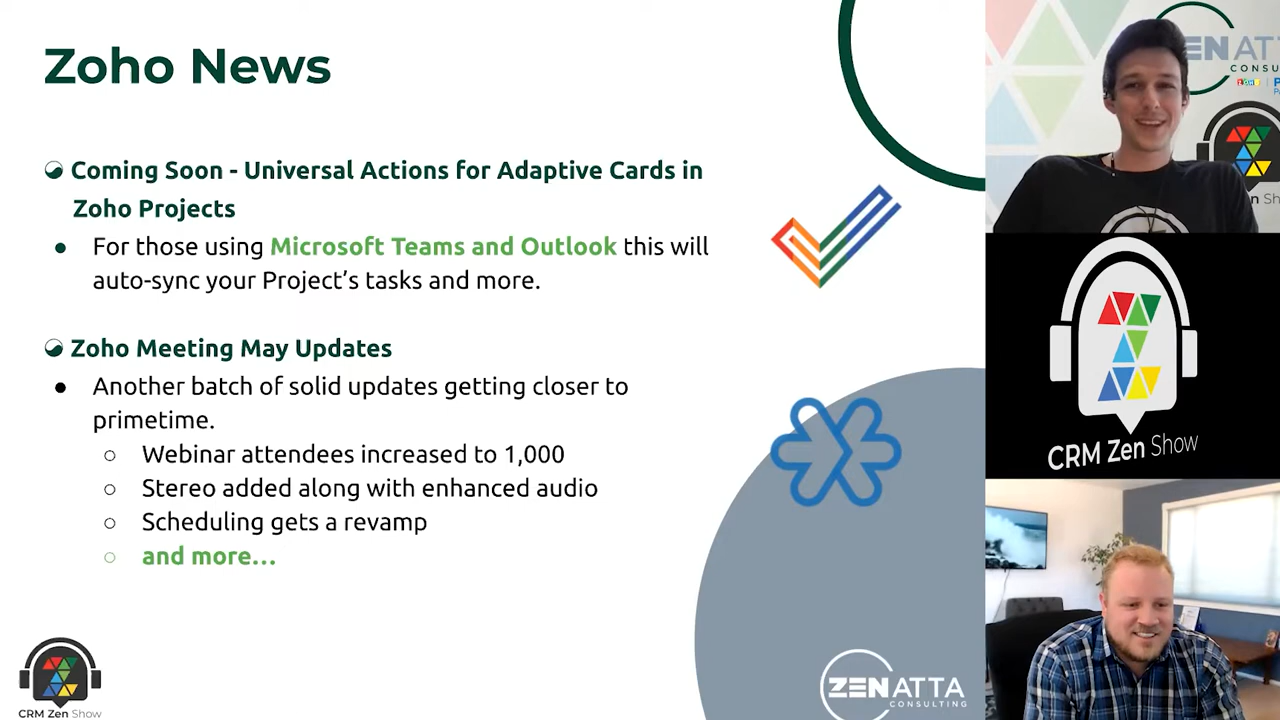 Zoho News
Coming Soon - Universal Actions for Adaptive Cards in
Zoho Projects
For those using Microsoft Teams and Outlook this will
auto-sync your Project's tasks and more.
Zoho Meeting May Updates
Another batch of solid updates getting closer to
primetime.
Webinar attendees increased to 1,000
Stereo added along with enhanced audio
Scheduling gets a revamp
and more...
CRM Zen Show
ZENATTA
CONSULTING
ZEN ATT
CONSU
CRM Zen Show